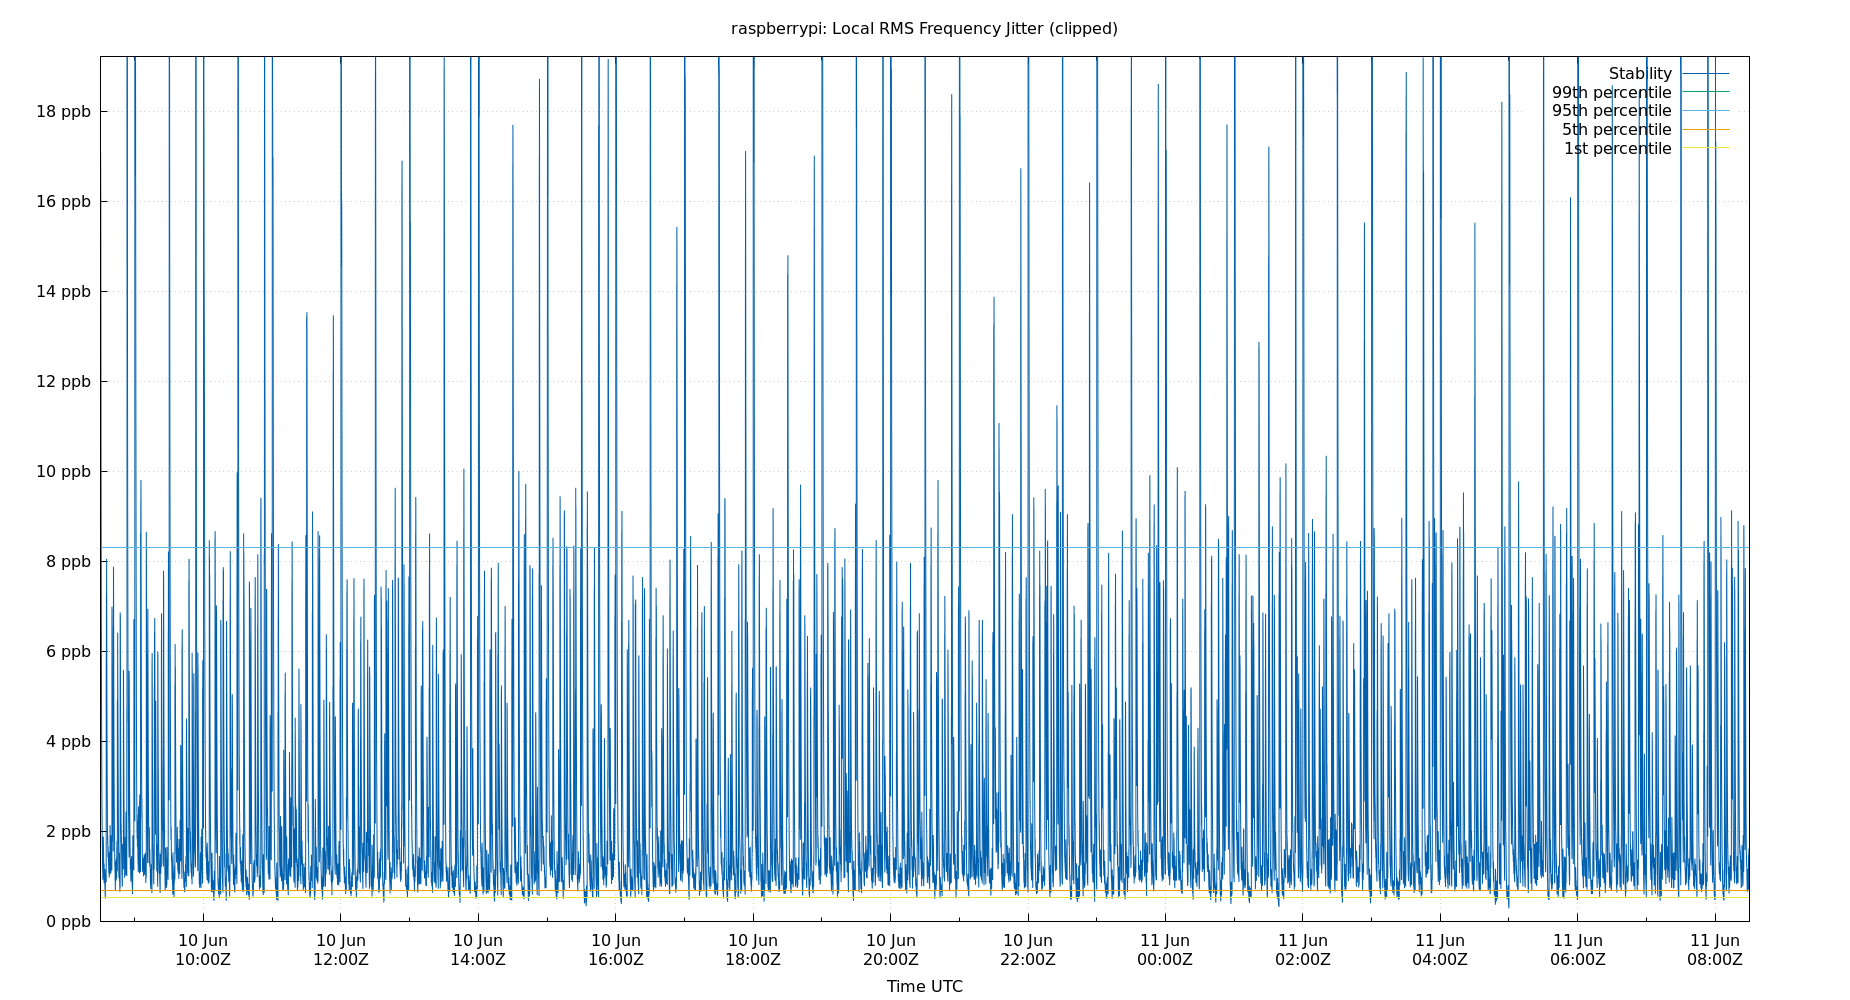 raspberrypi: Local RMS Frequency Jitter (clipped)
Stability
99th percentile
95th percentile
5th percentile
1st percentile
18 ppb
16 ppb
14 ppb
12 ppb
10 ppb
8 ppb
6 ppb
4 ppb
2 ppb
0 ppb
10 Jun 10 Jun 10 Jun 10 Jun 10 Jun 10 Jun 10 Jun 11 Jun 11 Jun 11 Jun 11 Jun 11 Jun
10:00Z 12:00Z 14:00Z 16:00Z 18:00Z 20:00Z 22:00Z 00:00Z 02:00Z 04:00Z 06:00Z 08:00Z
Time UTC